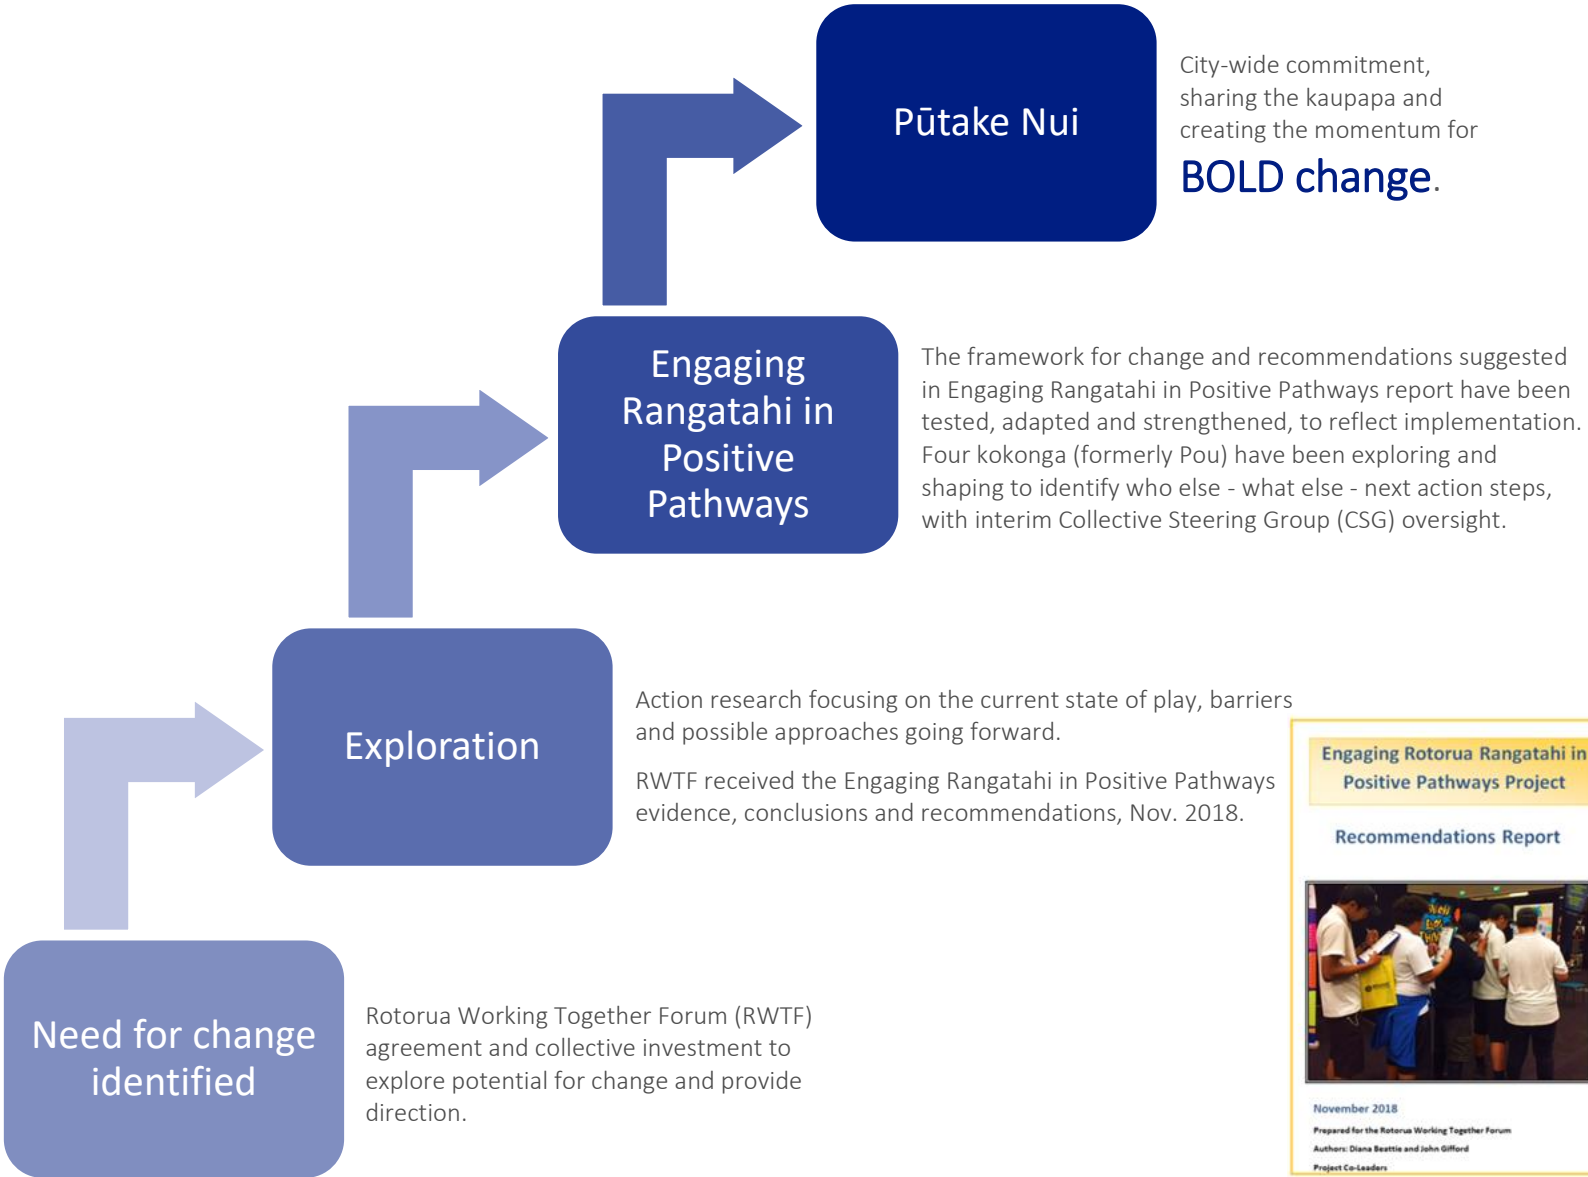 Pūtake Nui
City-wide commitment,
sharing the kaupapa and
creating the momentum for
BOLD change.
Engaging
Rangatahi in
Positive
Pathways
The framework for change and recommendations suggested
in Engaging Rangatahi in Positive Pathways report have been
tested, adapted and strengthened, to reflect implementation.
Four kokonga (formerly Pou) have been exploring and
shaping to identify who else - what else - next action steps,
with interim Collective Steering Group (CSG) oversight.
Exploration
Action research focusing on the current state of play, barriers
and possible approaches going forward.
RWTF received the Engaging Rangatahi in Positive Pathways
evidence, conclusions and recommendations, Nov. 2018.
Need for change
identified
Rotorua Working Together Forum (RWTF)
agreement and collective investment to
explore potential for change and provide
direction.
Engaging Rotorua Rangatahi in
Positive Pathways Project
Recommendations Report
November 2018
Prepared for the Rotorua Working Together Forum
Authors: Diana Beattie and John Gifford
Project Co-Leaders